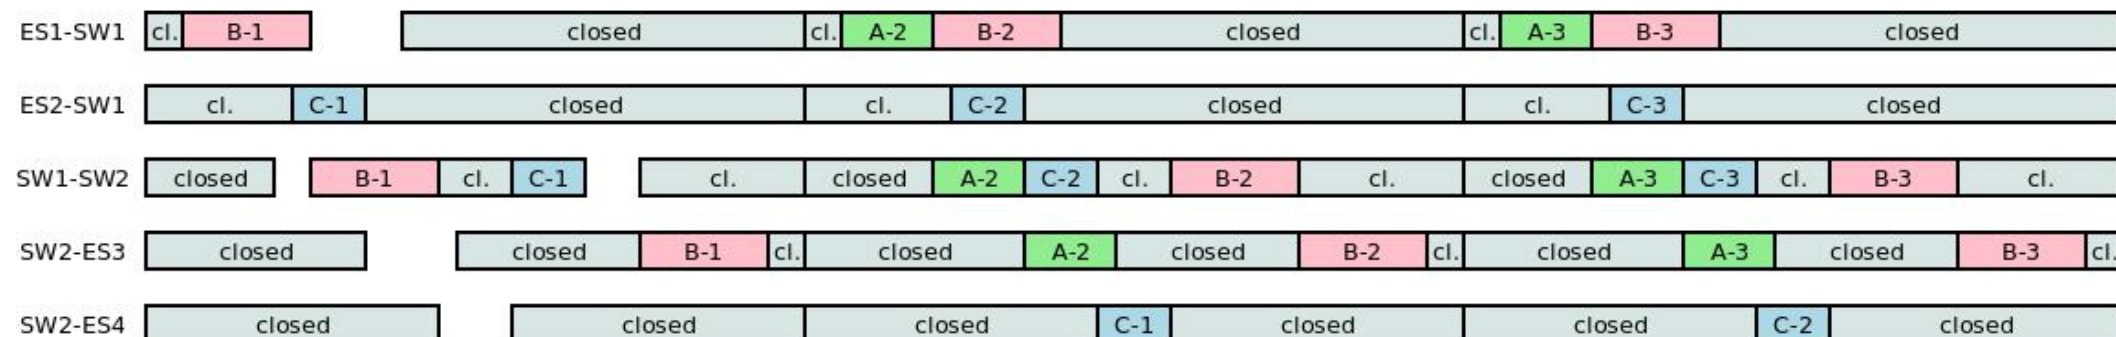 ES1-SW1 cl. B-1 closed cl. A-2 B-2 closed cl. A-3 B-3 closed
ES2-SW1 cl. C-1 closed cl. C-2 closed cl. C-3 closed
SW1-SW2 closed B-1 cl. C-1 cl. closed A-2 C-2 cl. B-2 cl. closed A-3 C-3 cl. B-3 cl.
SW2-ES3 closed closed B-1 cl. closed A-2 closed B-2 cl. closed A-3 closed B-3 cl.
SW2-ES4 closed closed closed C-1 closed closed C-2 closed